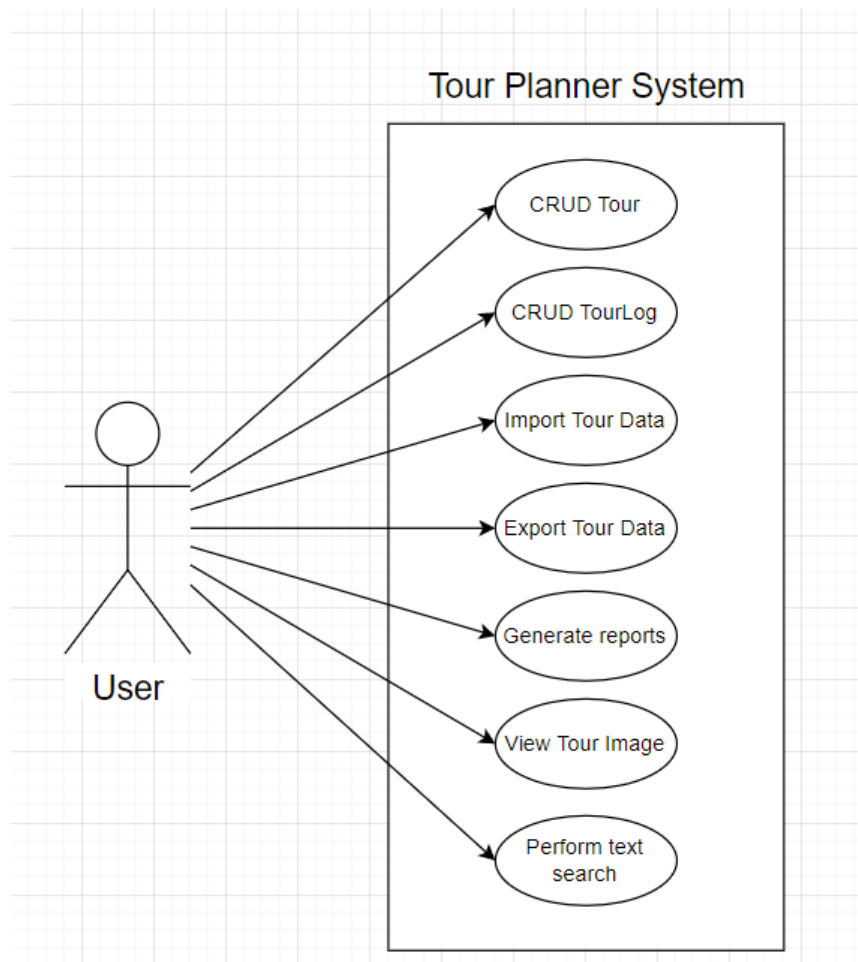 Tour Planner System
CRUD Tour
CRUD TourLog
Import Tour Data
Export Tour Data
Generate reports
View Tour Image
Perform text
search
User